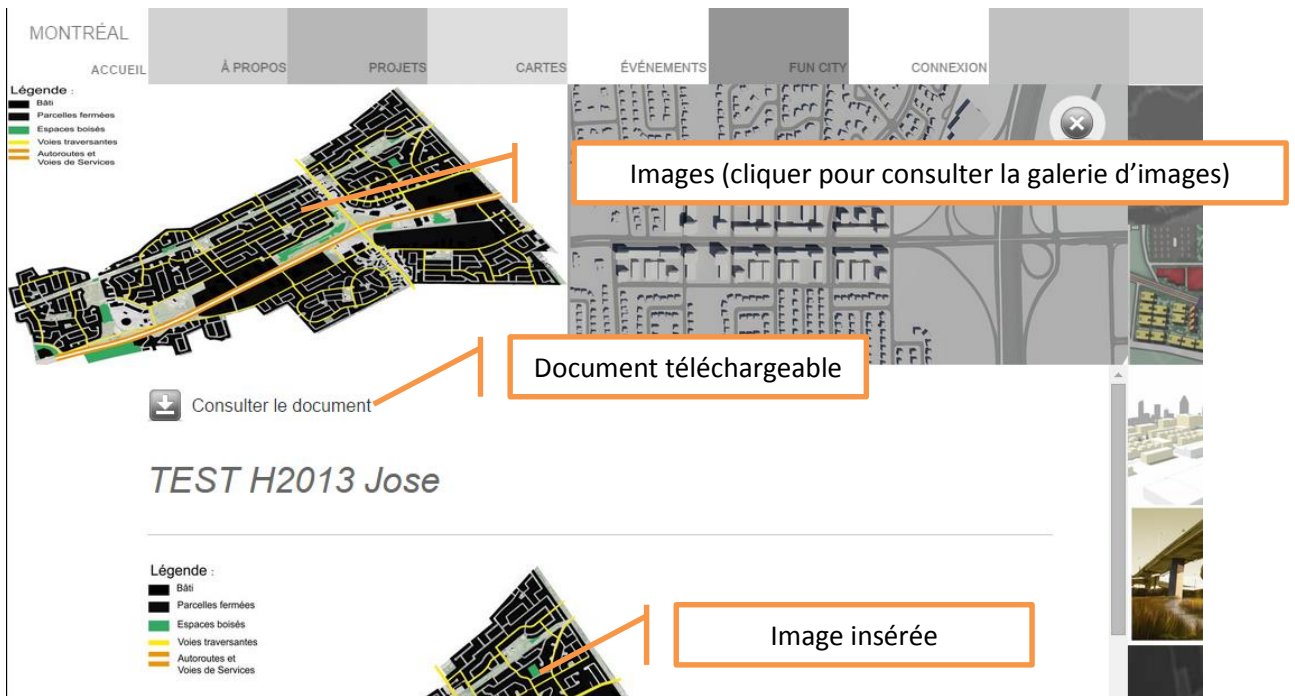 MONTRÉAL
ACCUEIL
À PROPOS
PROJETS
CARTES
ÉVÉNEMENTS
FUN CITY
CONNEXION
Légende :
Bâti
Parcelles fermées
Espaces boisés
Voies traversantes
Autoroutes et
Voies de Services
Images (cliquer pour consulter la galerie d’images)
Document téléchargeable
Consulter le document
TEST H2013 Jose
Légende :
Bâti
Parcelles fermées
Espaces boisés
Voies traversantes
Autoroutes et
Voies de Services
Image insérée